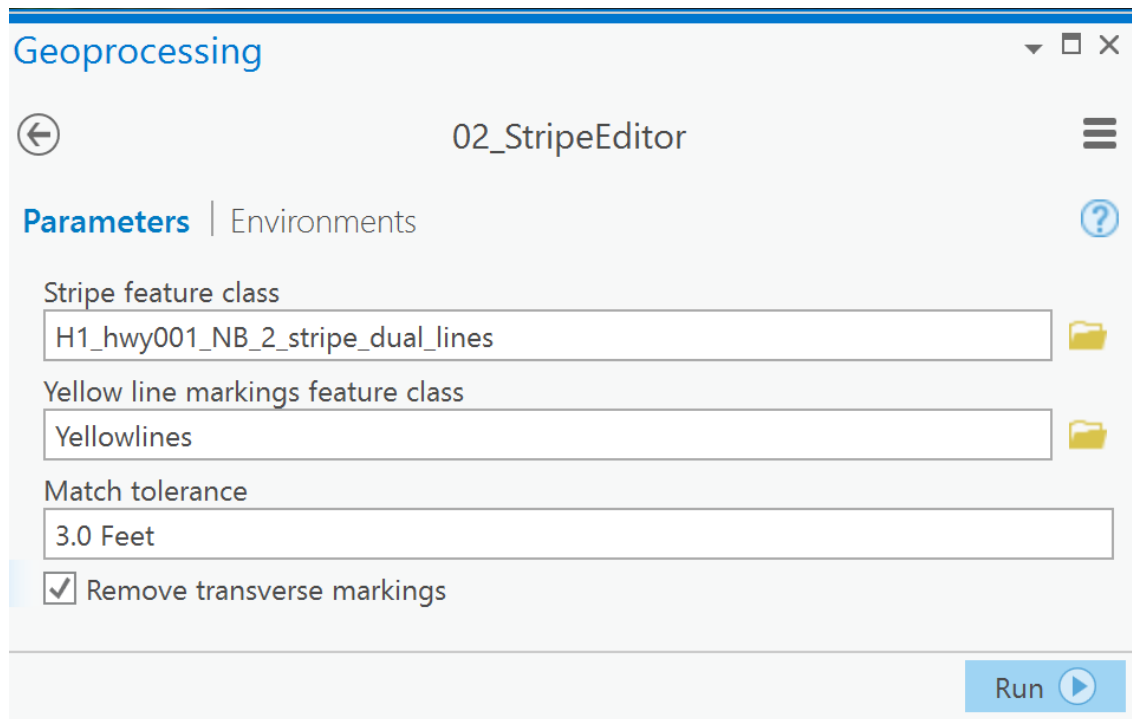 Geoprocessing
02_StripeEditor
Parameters | Environments
?
Stripe feature class
H1_hwy001_NB_2_stripe_dual_lines
Yellow line markings feature class
Yellowlines
Match tolerance
3.0 Feet
Remove transverse markings
Run